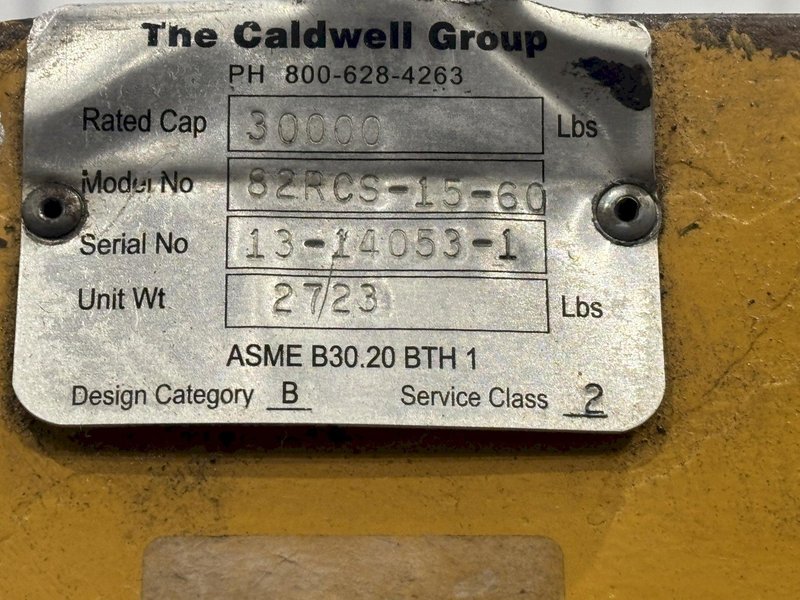 The Caldwell Group
PH 800-628-4263
Rated Cap 30000 Lbs
Model No 82RCS-15-60
Serial No 13-14053-1
Unit Wt 2723 Lbs
ASME B30.20 BTH 1
Design Category B Service Class 2